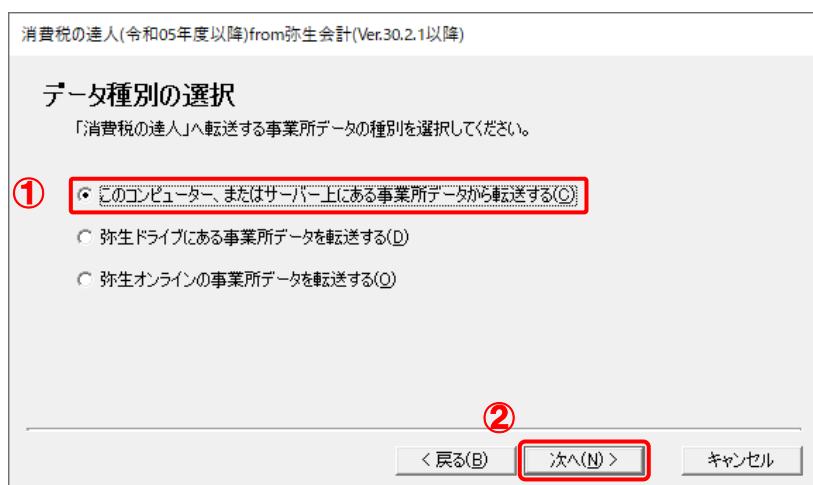 消費税の達人(令和05年度以降)from弥生会計(Ver.30.2.1以降)
データ種別の選択
「消費税の達人」へ転送する事業所データの種別を選択してください。
① このコンピューター、またはサーバー上にある事業所データから転送する(C)
弥生ドライブにある事業所データを転送する(D)
弥生オンラインの事業所データを転送する(O)
②
< 戻る(B) 次へ(N) > キャンセル